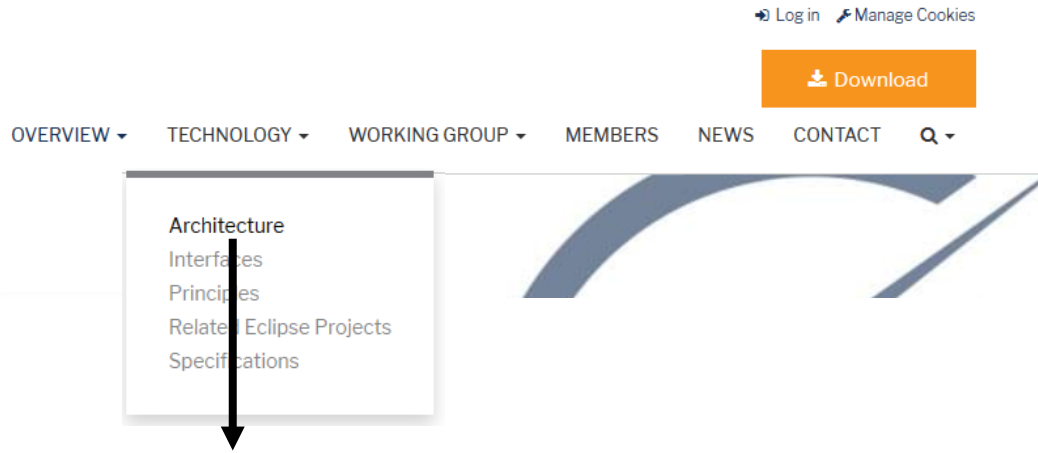 Log in Manage Cookies
Download
OVERVIEW TECHNOLOGY WORKING GROUP MEMBERS NEWS CONTACT
Architecture
Interfaces
Principles
Related Eclipse Projects
Specifications